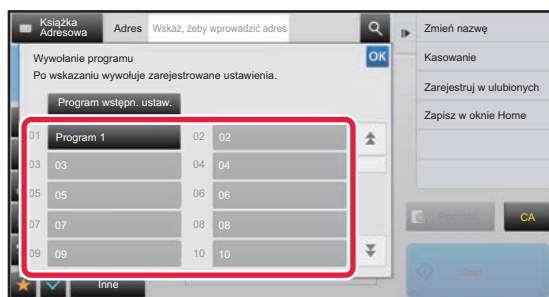 Książka
Adresowa
Adres
Wskaż, żeby wprowadzić adres
Zmień nazwę
Wywołanie programu
OK
Kasowanie
Po wskazaniu wywołuje zarejestrowane ustawienia.
Zarejestruj w ulubionych
Program wstępn. ustaw.
Zapisz w oknie Home
01 Program 1 02 02
03 03 04 04
05 05 06 06
07 07 08 08
09 09 10 10
Podgląd
CA
Start
Inne